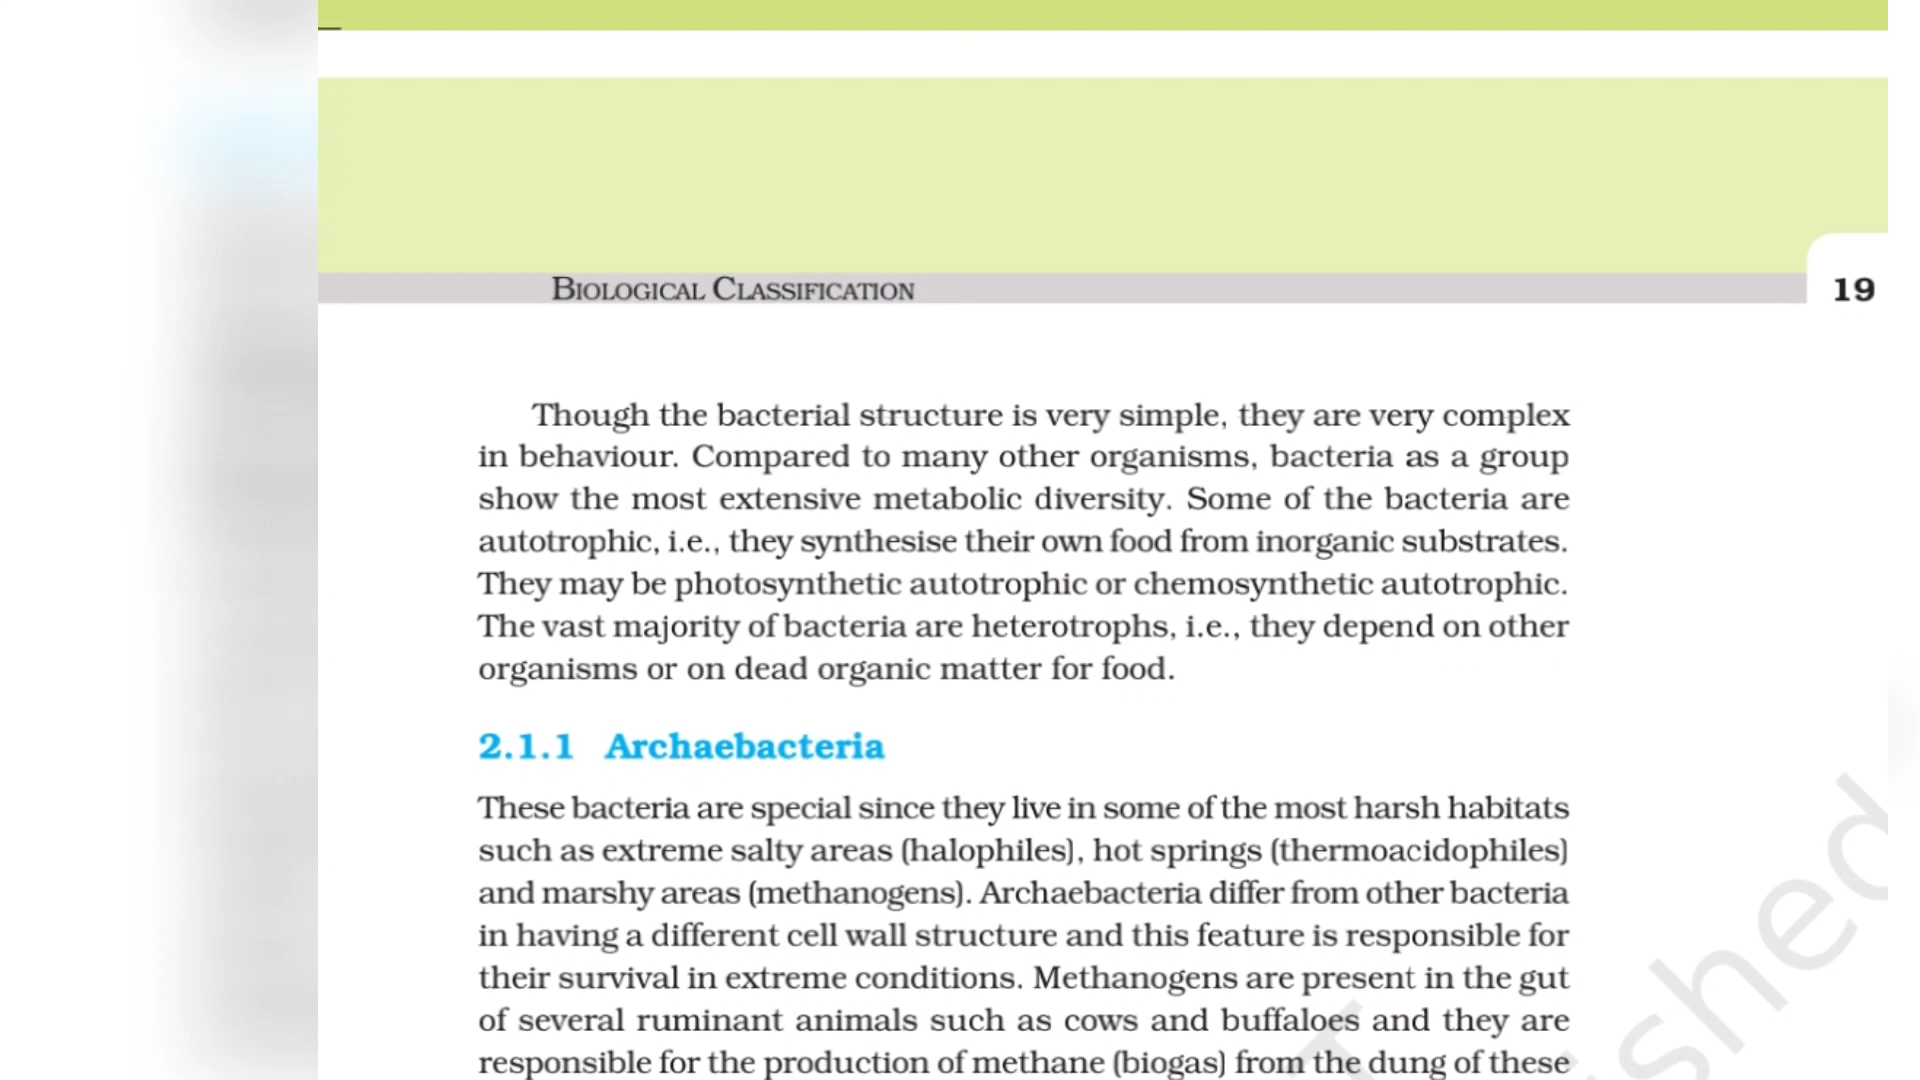 BIOLOGICAL CLASSIFICATION
19
Though the bacterial structure is very simple, they are very complex
in behaviour. Compared to many other organisms, bacteria as a group
show the most extensive metabolic diversity. Some of the bacteria are
autotrophic, i.e., they synthesise their own food from inorganic substrates.
They may be photosynthetic autotrophic or chemosynthetic autotrophic.
The vast majority of bacteria are heterotrophs, i.e., they depend on other
organisms or on dead organic matter for food.
2.1.1 Archaebacteria
These bacteria are special since they live in some of the most harsh habitats
such as extreme salty areas (halophiles), hot springs (thermoacidophiles)
and marshy areas (methanogens). Archaebacteria differ from other bacteria
in having a different cell wall structure and this feature is responsible for
their survival in extreme conditions. Methanogens are present in the gut
of several ruminant animals such as cows and buffaloes and they are
responsible for the production of methane (biogas) from the dung of these